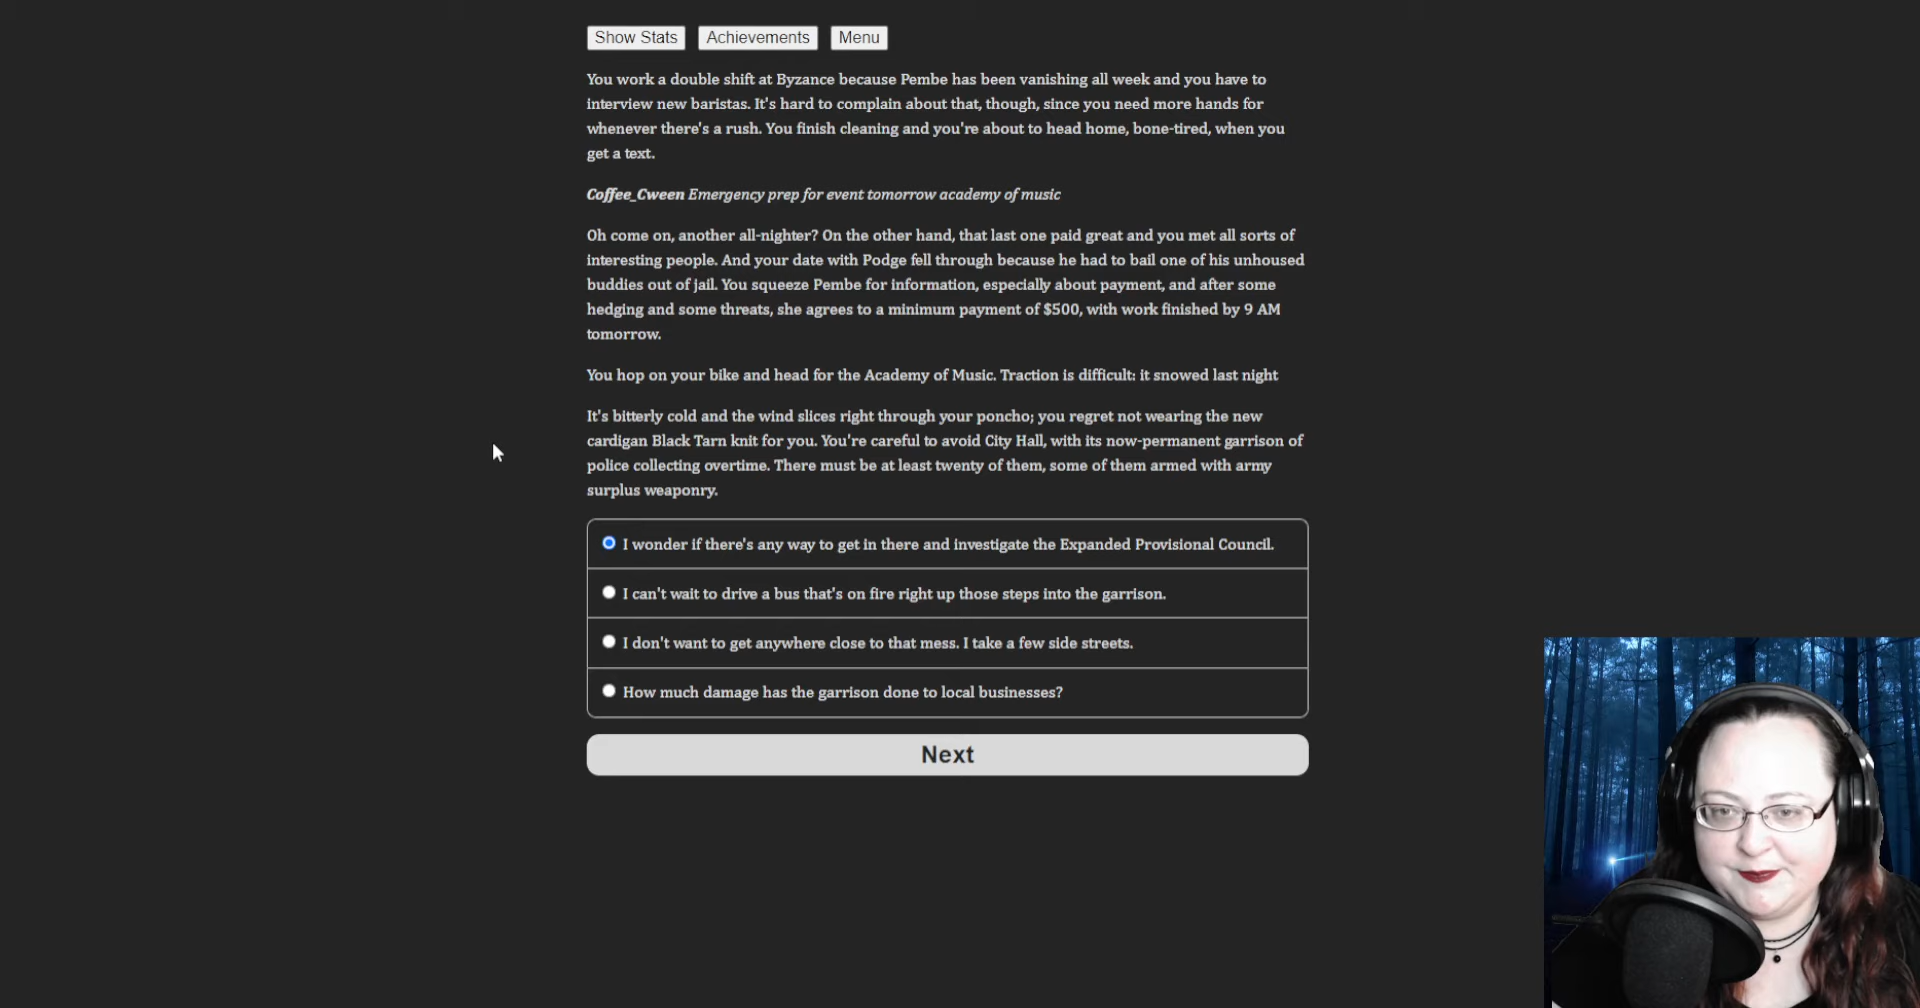 Show Stats Achievements Menu
You work a double shift at Byzance because Pembe has been vanishing all week and you have to
interview new baristas. It's hard to complain about that, though, since you need more hands for
whenever there's a rush. You finish cleaning and you're about to head home, bone-tired, when you
get a text.
Coffee_Cween Emergency prep for event tomorrow academy of music
Oh come on, another all-nighter? On the other hand, that last one paid great and you met all sorts of
interesting people. And your date with Podge fell through because he had to bail one of his unhoused
buddies out of jail. You squeeze Pembe for information, especially about payment, and after some
hedging and some threats, she agrees to a minimum payment of $500, with work finished by 9 AM
tomorrow.
You hop on your bike and head for the Academy of Music. Traction is difficult: it snowed last night
It's bitterly cold and the wind slices right through your poncho; you regret not wearing the new
cardigan Black Tarn knit for you. You're careful to avoid City Hall, with its now-permanent garrison of
police collecting overtime. There must be at least twenty of them, some of them armed with army
surplus weaponry.
I wonder if there's any way to get in there and investigate the Expanded Provisional Council.
I can't wait to drive a bus that's on fire right up those steps into the garrison.
I don't want to get anywhere close to that mess. I take a few side streets.
How much damage has the garrison done to local businesses?
Next